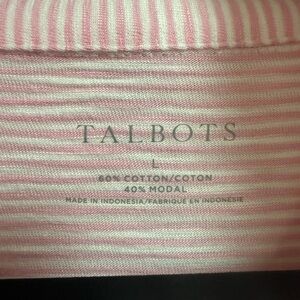 TALBOTS
L
60% COTTON/COTON
40% MODAL
MADE IN INDONESIA/FABRIQUÉ EN INDONÉSIE